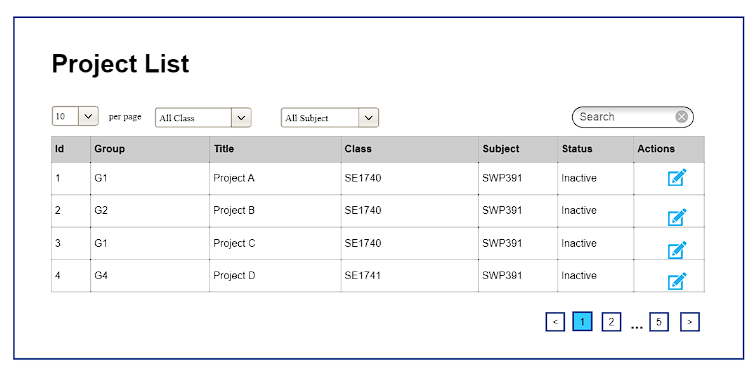 Project List
10 per page All Class All Subject Search
Id Group Title Class Subject Status Actions
1 G1 Project A SE1740 SWP391 Inactive
2 G2 Project B SE1740 SWP391 Inactive
3 G1 Project C SE1740 SWP391 Inactive
4 G4 Project D SE1741 SWP391 Inactive
< 1 2 ... 5 >